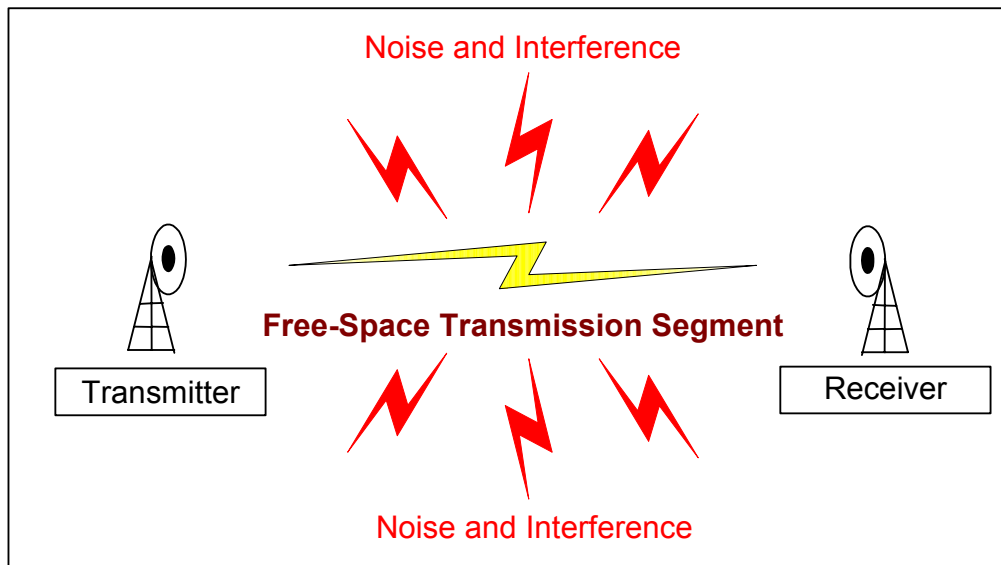 Noise and Interference
Free-Space Transmission Segment
Transmitter
Receiver
Noise and Interference